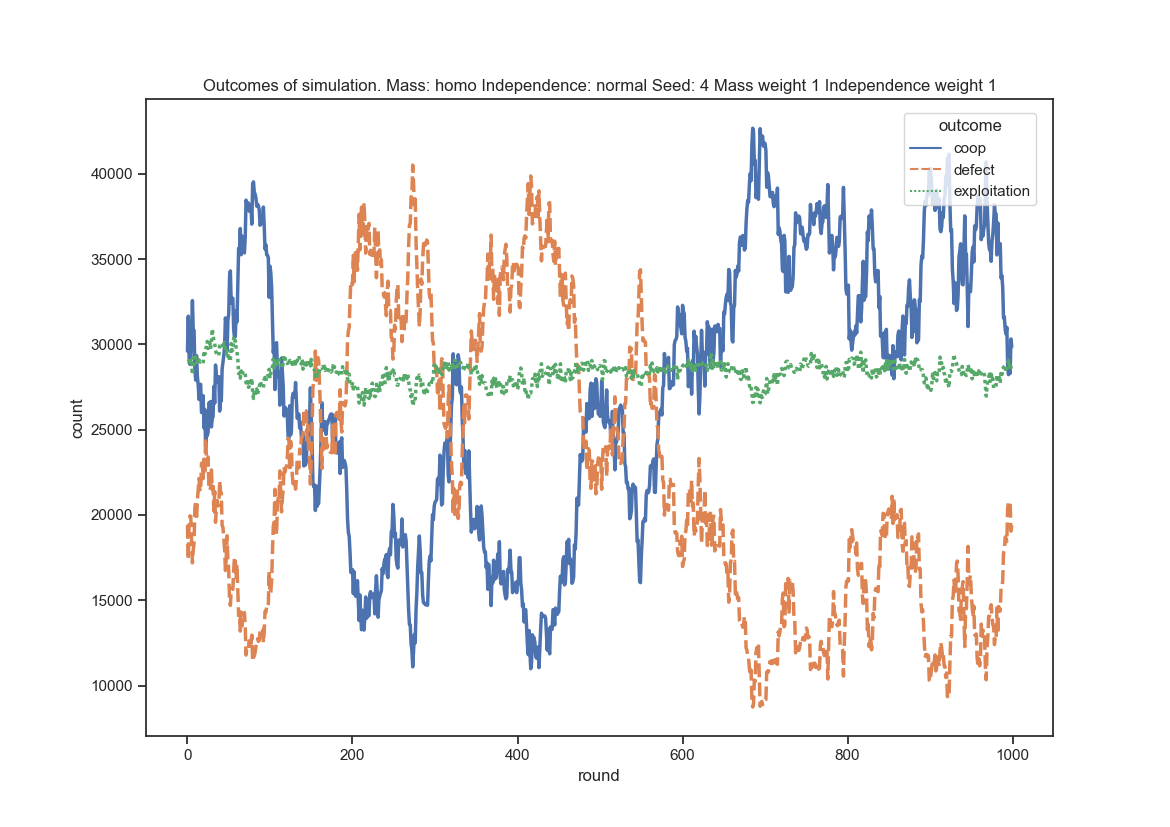 Outcomes of simulation. Mass: homo Independence: normal Seed: 4 Mass weight 1 Independence weight 1
outcome
coop
defect
exploitation
40000
35000
30000
25000
20000
15000
10000
count
0
200
400
600
800
1000
round